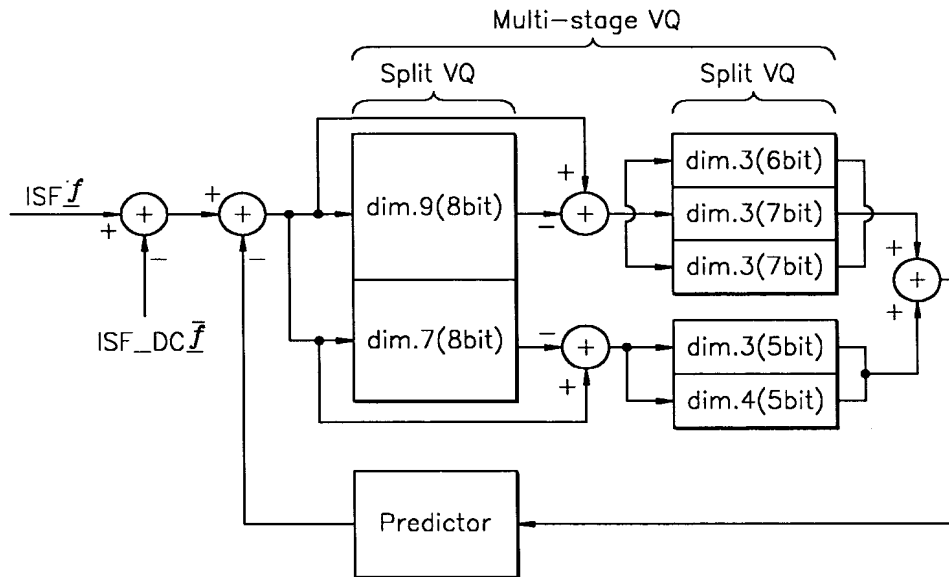 Multi-stage VQ
Split VQ
Split VQ
dim.3(6bit)
ISF f
+
+
+
+
+
dim.9(8bit)
−
+
+
dim.3(7bit)
dim.3(7bit)
+
+
+
−
−
ISF_DC f̄
dim.7(8bit)
−
+
+
dim.3(5bit)
dim.4(5bit)
Predictor